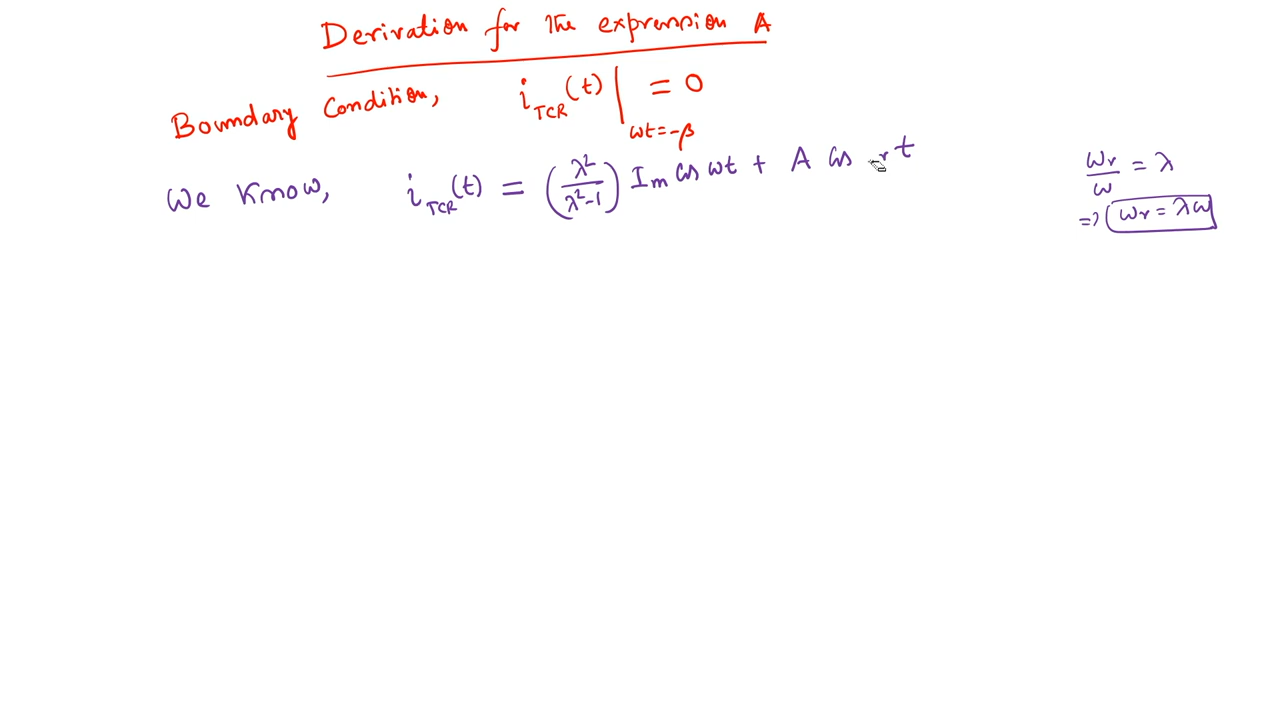 Derivation for the expression A
Boundary Condition, i_TCR(t)|_ωt=-β = 0
We Know, i_TCR(t) = (λ²/(λ²-1)) Im Cos ωt + A Cos r t
ωr/ω = λ
=> ωr = λω